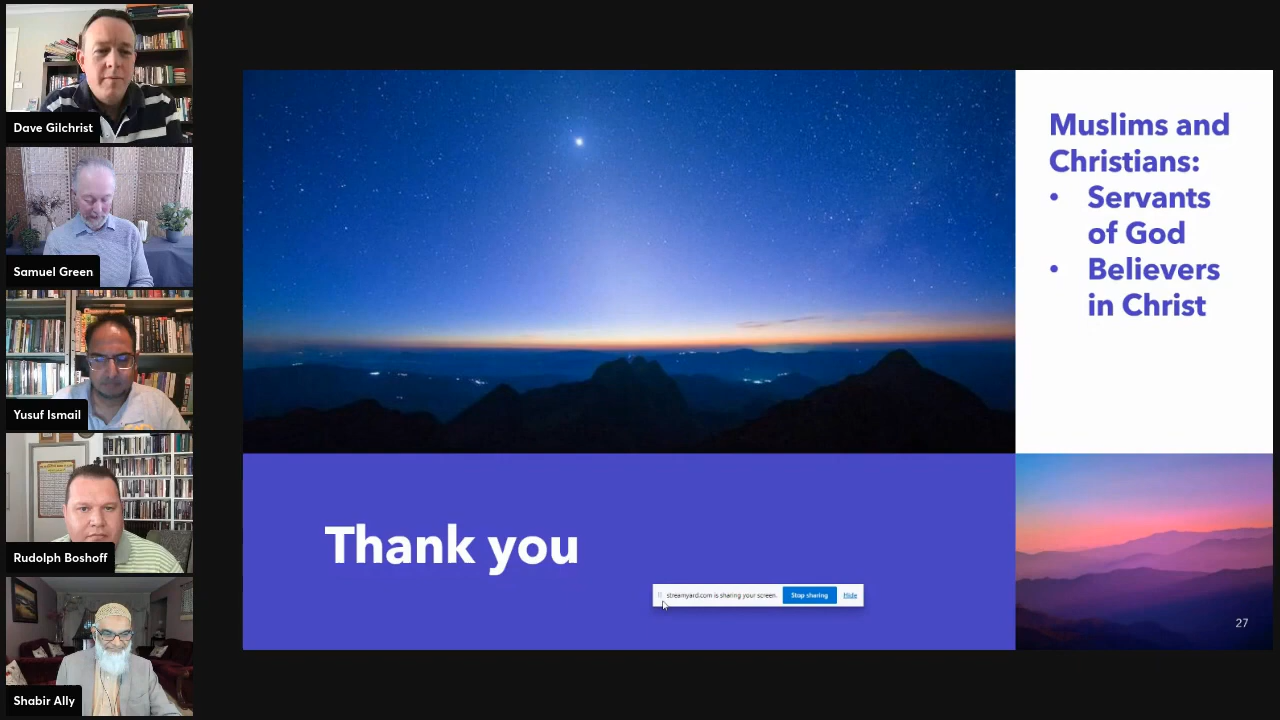 Dave Gilchrist
Samuel Green
Yusuf Ismail
Rudolph Boshoff
Shabir Ally
Muslims and
Christians:
• Servants
of God
• Believers
in Christ
Thank you
streamyard.com is sharing your screen.
Stop sharing
Hide
27